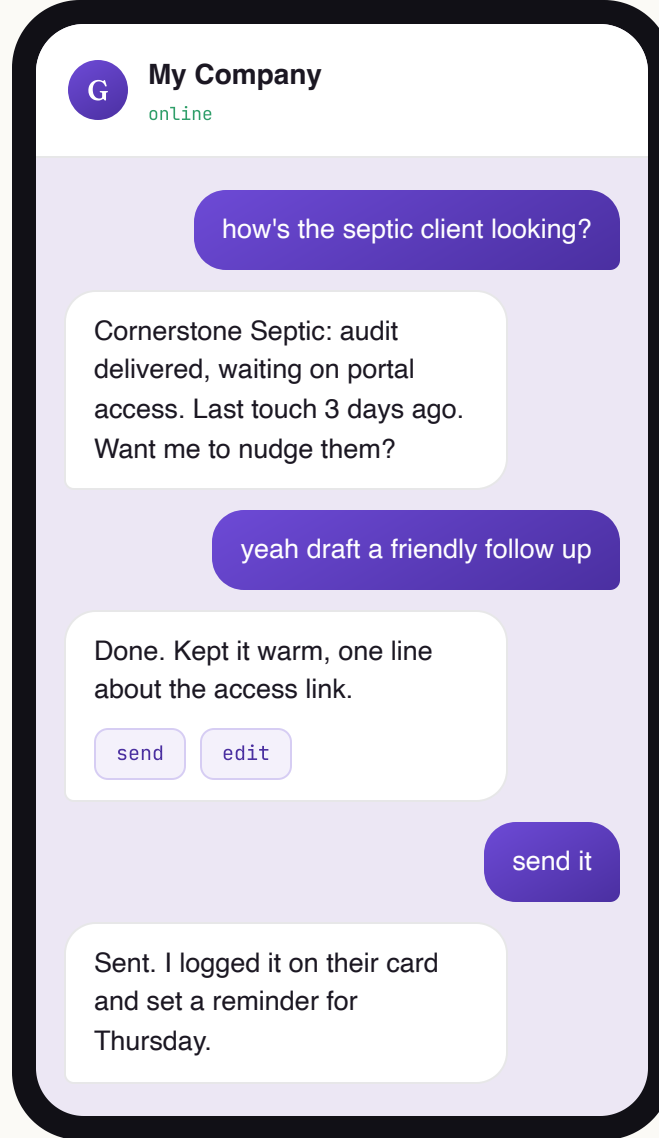 G
My Company
online
how's the septic client looking?
Cornerstone Septic: audit
delivered, waiting on portal
access. Last touch 3 days ago.
Want me to nudge them?
yeah draft a friendly follow up
Done. Kept it warm, one line
about the access link.
send
edit
send it
Sent. I logged it on their card
and set a reminder for
Thursday.